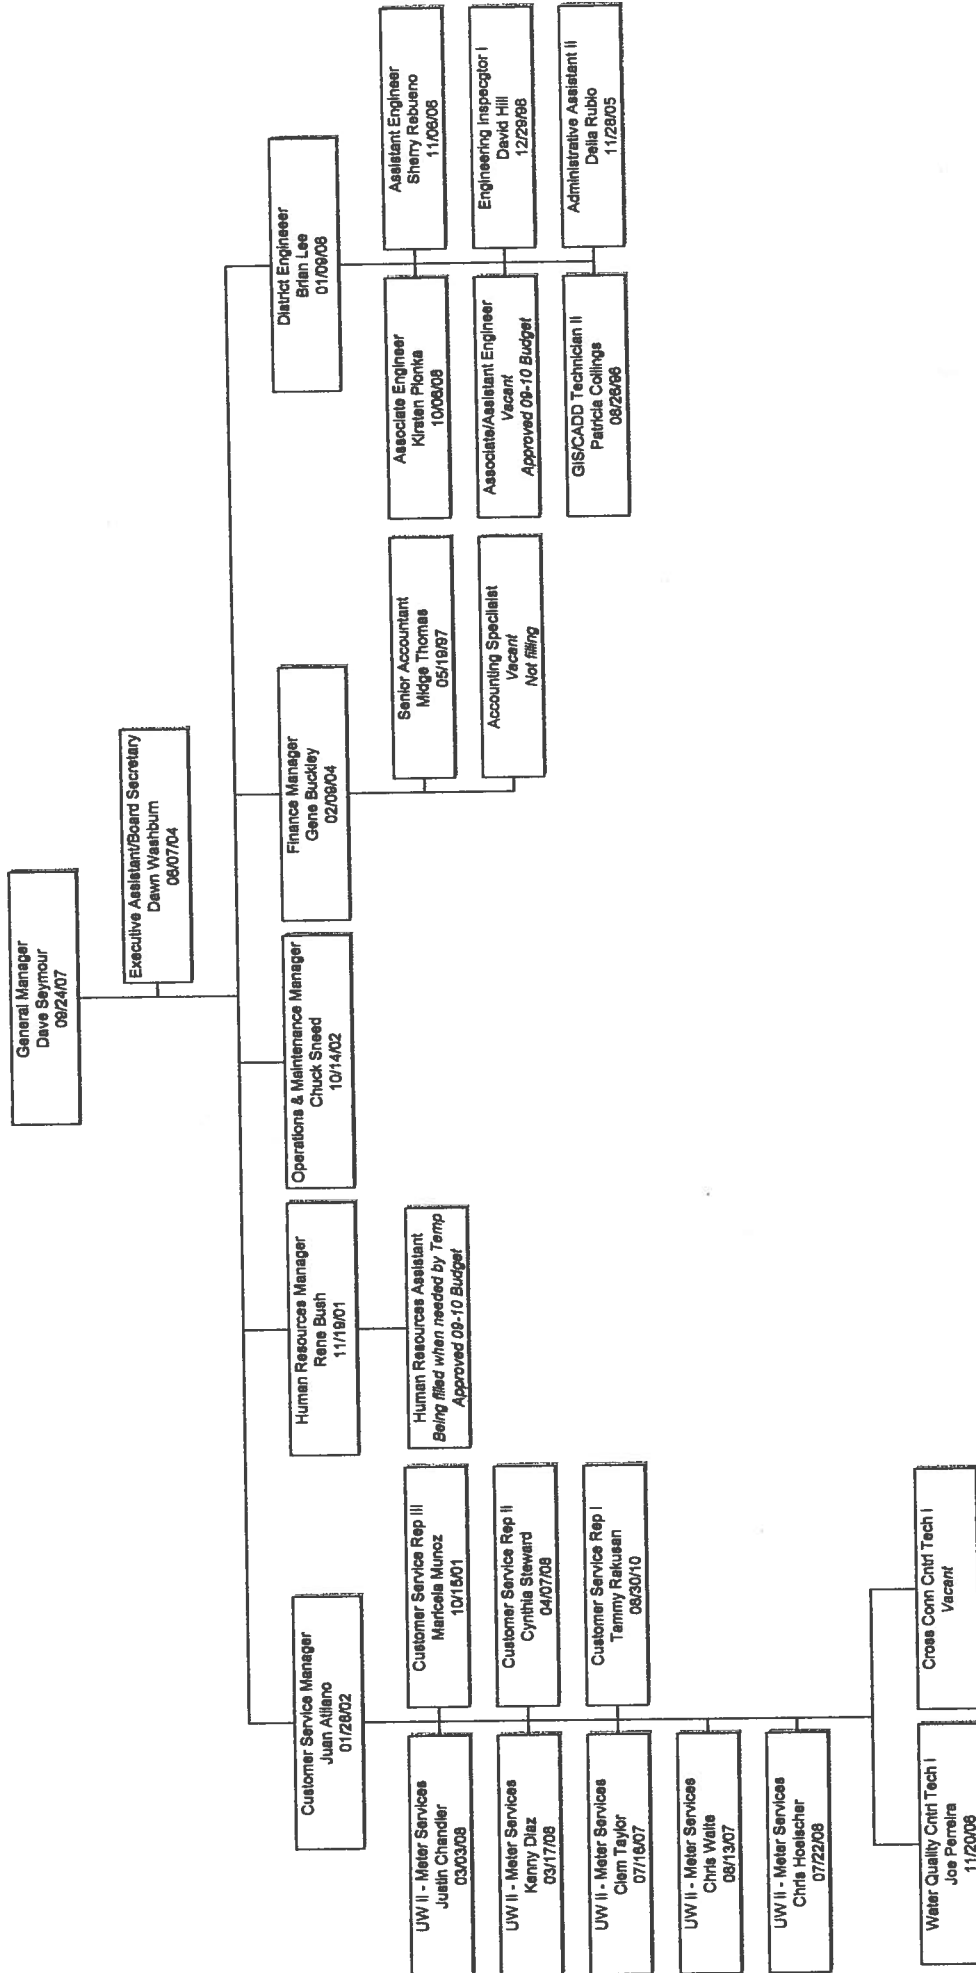 General Manager
Dave Seymour
09/24/07
Executive Assistant/Board Secretary
Dawn Washburn
06/07/04
Customer Service Manager
Juan Atilano
01/28/02
Human Resources Manager
Rene Bush
11/19/01
Operations & Maintenance Manager
Chuck Sneed
10/14/02
Finance Manager
Gene Buckley
02/09/04
District Engineeer
Brian Lee
01/09/06
UW II - Meter Services
Justin Chandler
03/03/08
Customer Service Rep III
Maricela Munoz
10/15/01
UW II - Meter Services
Kenny Diaz
03/17/08
Customer Service Rep II
Cynthia Steward
04/07/08
UW II - Meter Services
Clem Taylor
07/16/07
Customer Service Rep I
Tammy Rakusan
08/30/10
UW II - Meter Services
Chris Waite
08/13/07
UW II - Meter Services
Chris Hoelscher
07/22/08
Water Quality Cntrl Tech I
Joe Perreira
11/20/08
Cross Conn Cntrl Tech I
Vacant
Human Resources Assistant
Being filled when needed by Temp
Approved 09-10 Budget
Senior Accountant
Midge Thomas
05/19/97
Accounting Specliaist
Vacant
Not filling
Associate Engineer
Kirsten Plonka
10/06/08
Assistant Engineer
Sherry Rebueno
11/06/06
Associate/Assistant Engineer
Vacant
Approved 09-10 Budget
Engineering Inspecgtor I
David Hill
12/29/98
GIS/CADD Technician II
Patricia Collings
08/26/96
Administrative Assistant II
Delia Rubio
11/28/05